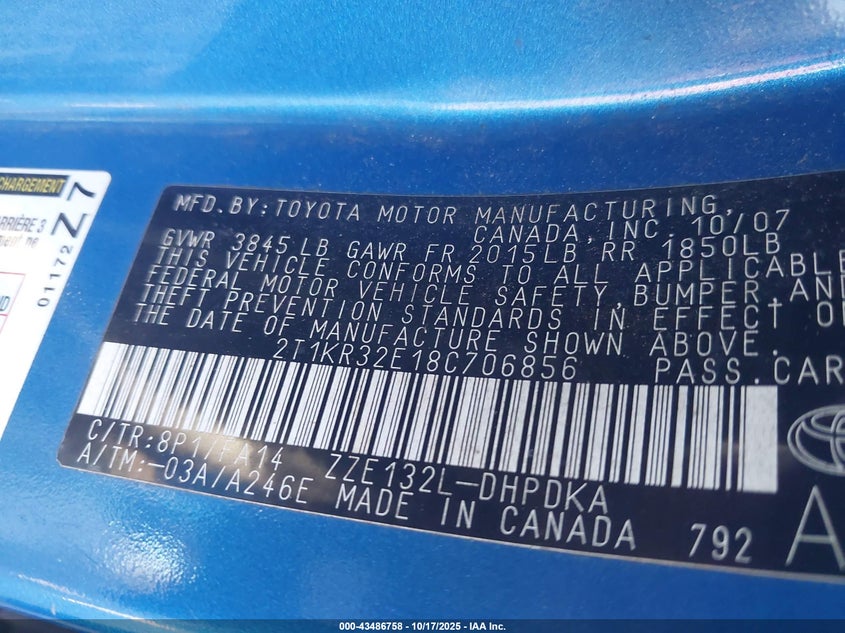 CHARGEMENT
ARRIÈRE 3
01172
Z7
MFD.BY:TOYOTA MOTOR MANUFACTURING,
CANADA,INC. 10/07
GVWR 3845LB GAWR FR 2015LB RR 1850LB
THIS VEHICLE CONFORMS TO ALL APPLICABLE
FEDERAL MOTOR VEHICLE SAFETY,BUMPER,AND
THEFT PREVENTION STANDARDS IN EFFECT
THE DATE OF MANUFACTURE SHOWN ABOVE.
2T1KR32E18C706856 PASS.CAR
C/TR:8P1/FA14 ZZE132L-DHPDKA
A/TM:-03A/A246E MADE IN CANADA 792 A
000-43486758 - 10/17/2025 - IAA Inc.